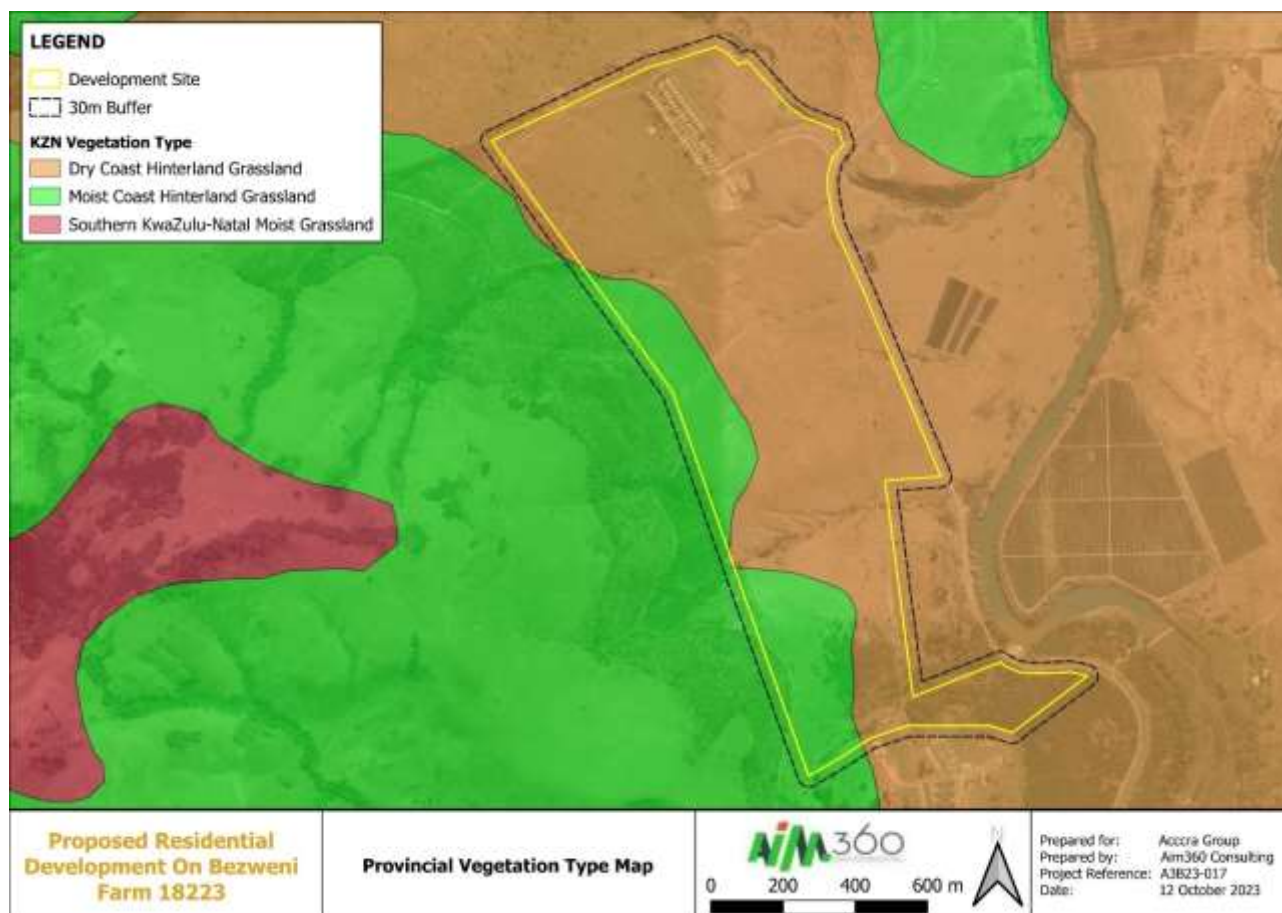 LEGEND
Development Site
30m Buffer
KZN Vegetation Type
Dry Coast Hinterland Grassland
Moist Coast Hinterland Grassland
Southern KwaZulu-Natal Moist Grassland
Proposed Residential
Development On Bezweni
Farm 18223
Provincial Vegetation Type Map
AiM360
0 200 400 600 m
N
Prepared for: Acccra Group
Prepared by: Aim360 Consulting
Project Reference: A3B23-017
Date: 12 October 2023